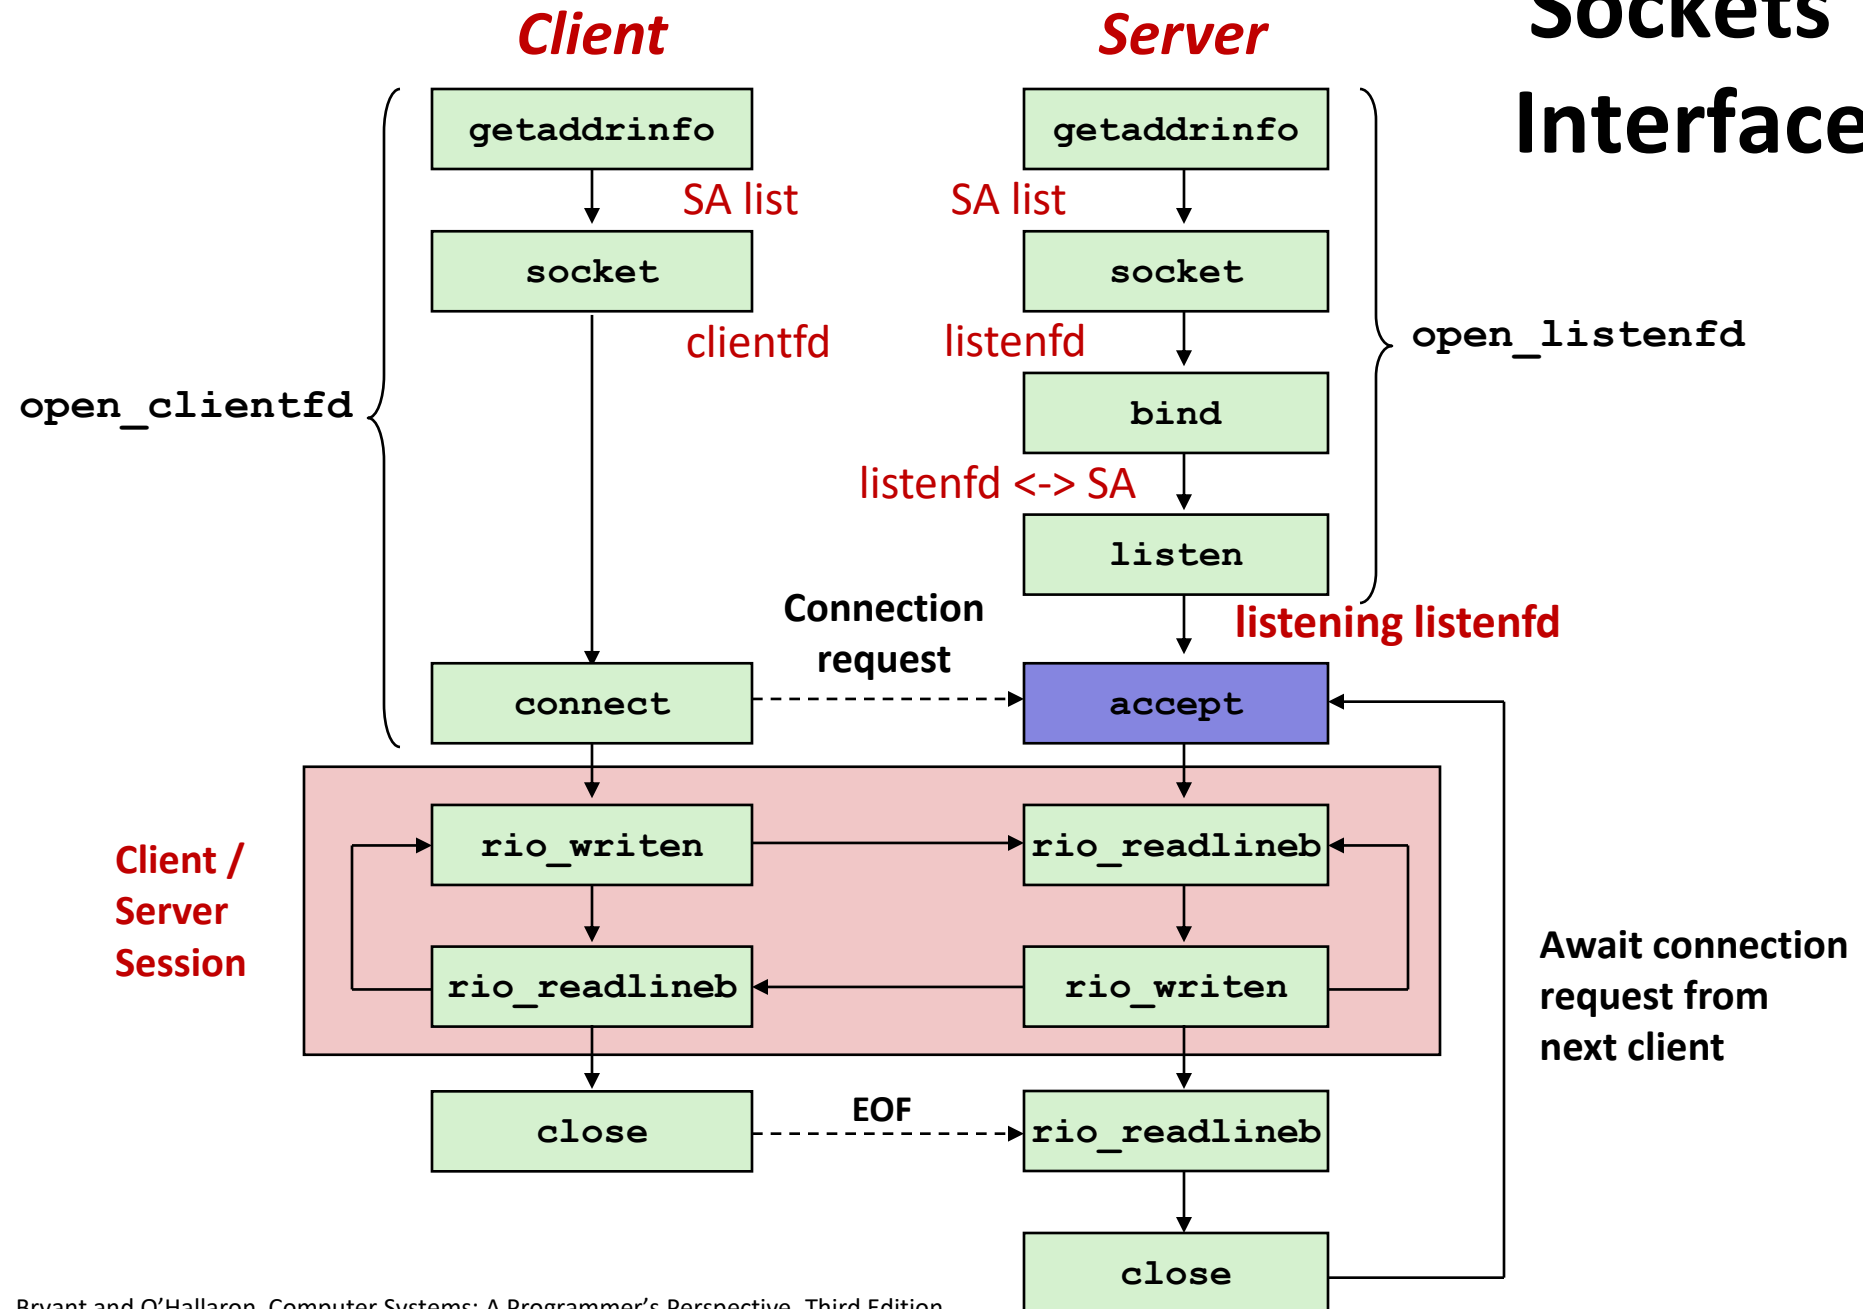 Sockets
Interface
Client
Server
getaddrinfo
getaddrinfo
SA list
SA list
socket
socket
clientfd
listenfd
open_clientfd
open_listenfd
bind
listenfd <-> SA
listen
Connection
request
listening listenfd
connect
accept
Client /
Server
Session
rio_writen
rio_readlineb
rio_readlineb
rio_writen
Await connection
request from
next client
close
EOF
rio_readlineb
close
Bryant and O'Hallaron, Computer Systems: A Programmer's Perspective, Third Edition